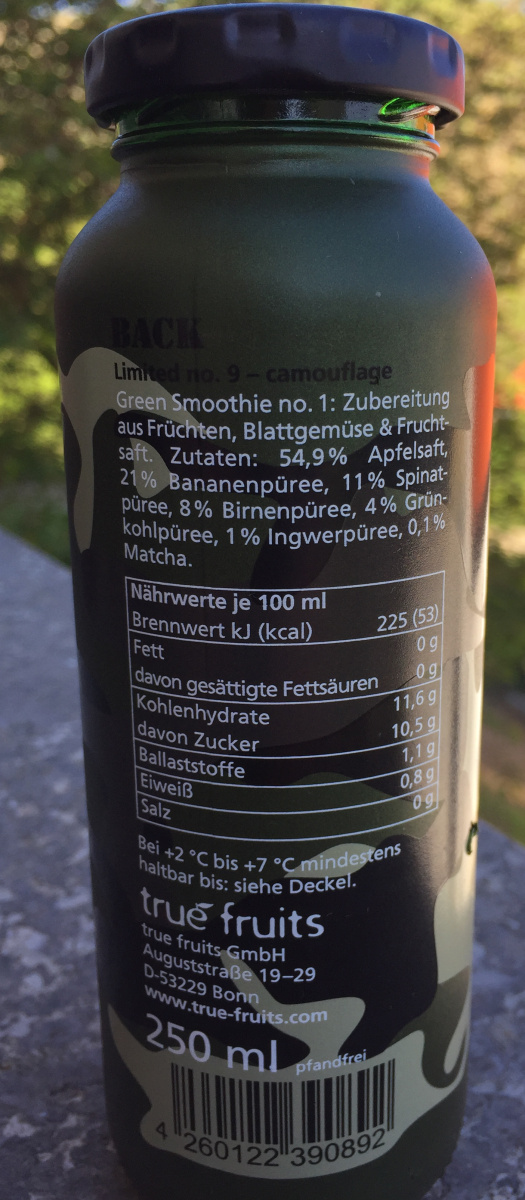 BACK
Limited no. 9 – camouflage
Green Smoothie no. 1: Zubereitung
aus Früchten, Blattgemüse & Frucht-
saft. Zutaten: 54,9% Apfelsaft,
21% Bananenpüree, 11% Spinat-
püree, 8% Birnenpüree, 4% Grün-
kohlpüree, 1% Ingwerpüree, 0,1%
Matcha.
Nährwerte je 100 ml
Brennwert kJ (kcal) 225 (53)
Fett 0 g
davon gesättigte Fettsäuren 0 g
Kohlenhydrate 11,6 g
davon Zucker 10,5 g
Ballaststoffe 1,1 g
Eiweiß 0,8 g
Salz 0 g
Bei +2 °C bis +7 °C mindestens
haltbar bis: siehe Deckel.
true fruits
true fruits GmbH
Auguststraße 19–29
D-53229 Bonn
www.true-fruits.com
250 ml pfandfrei
4 260122 390892